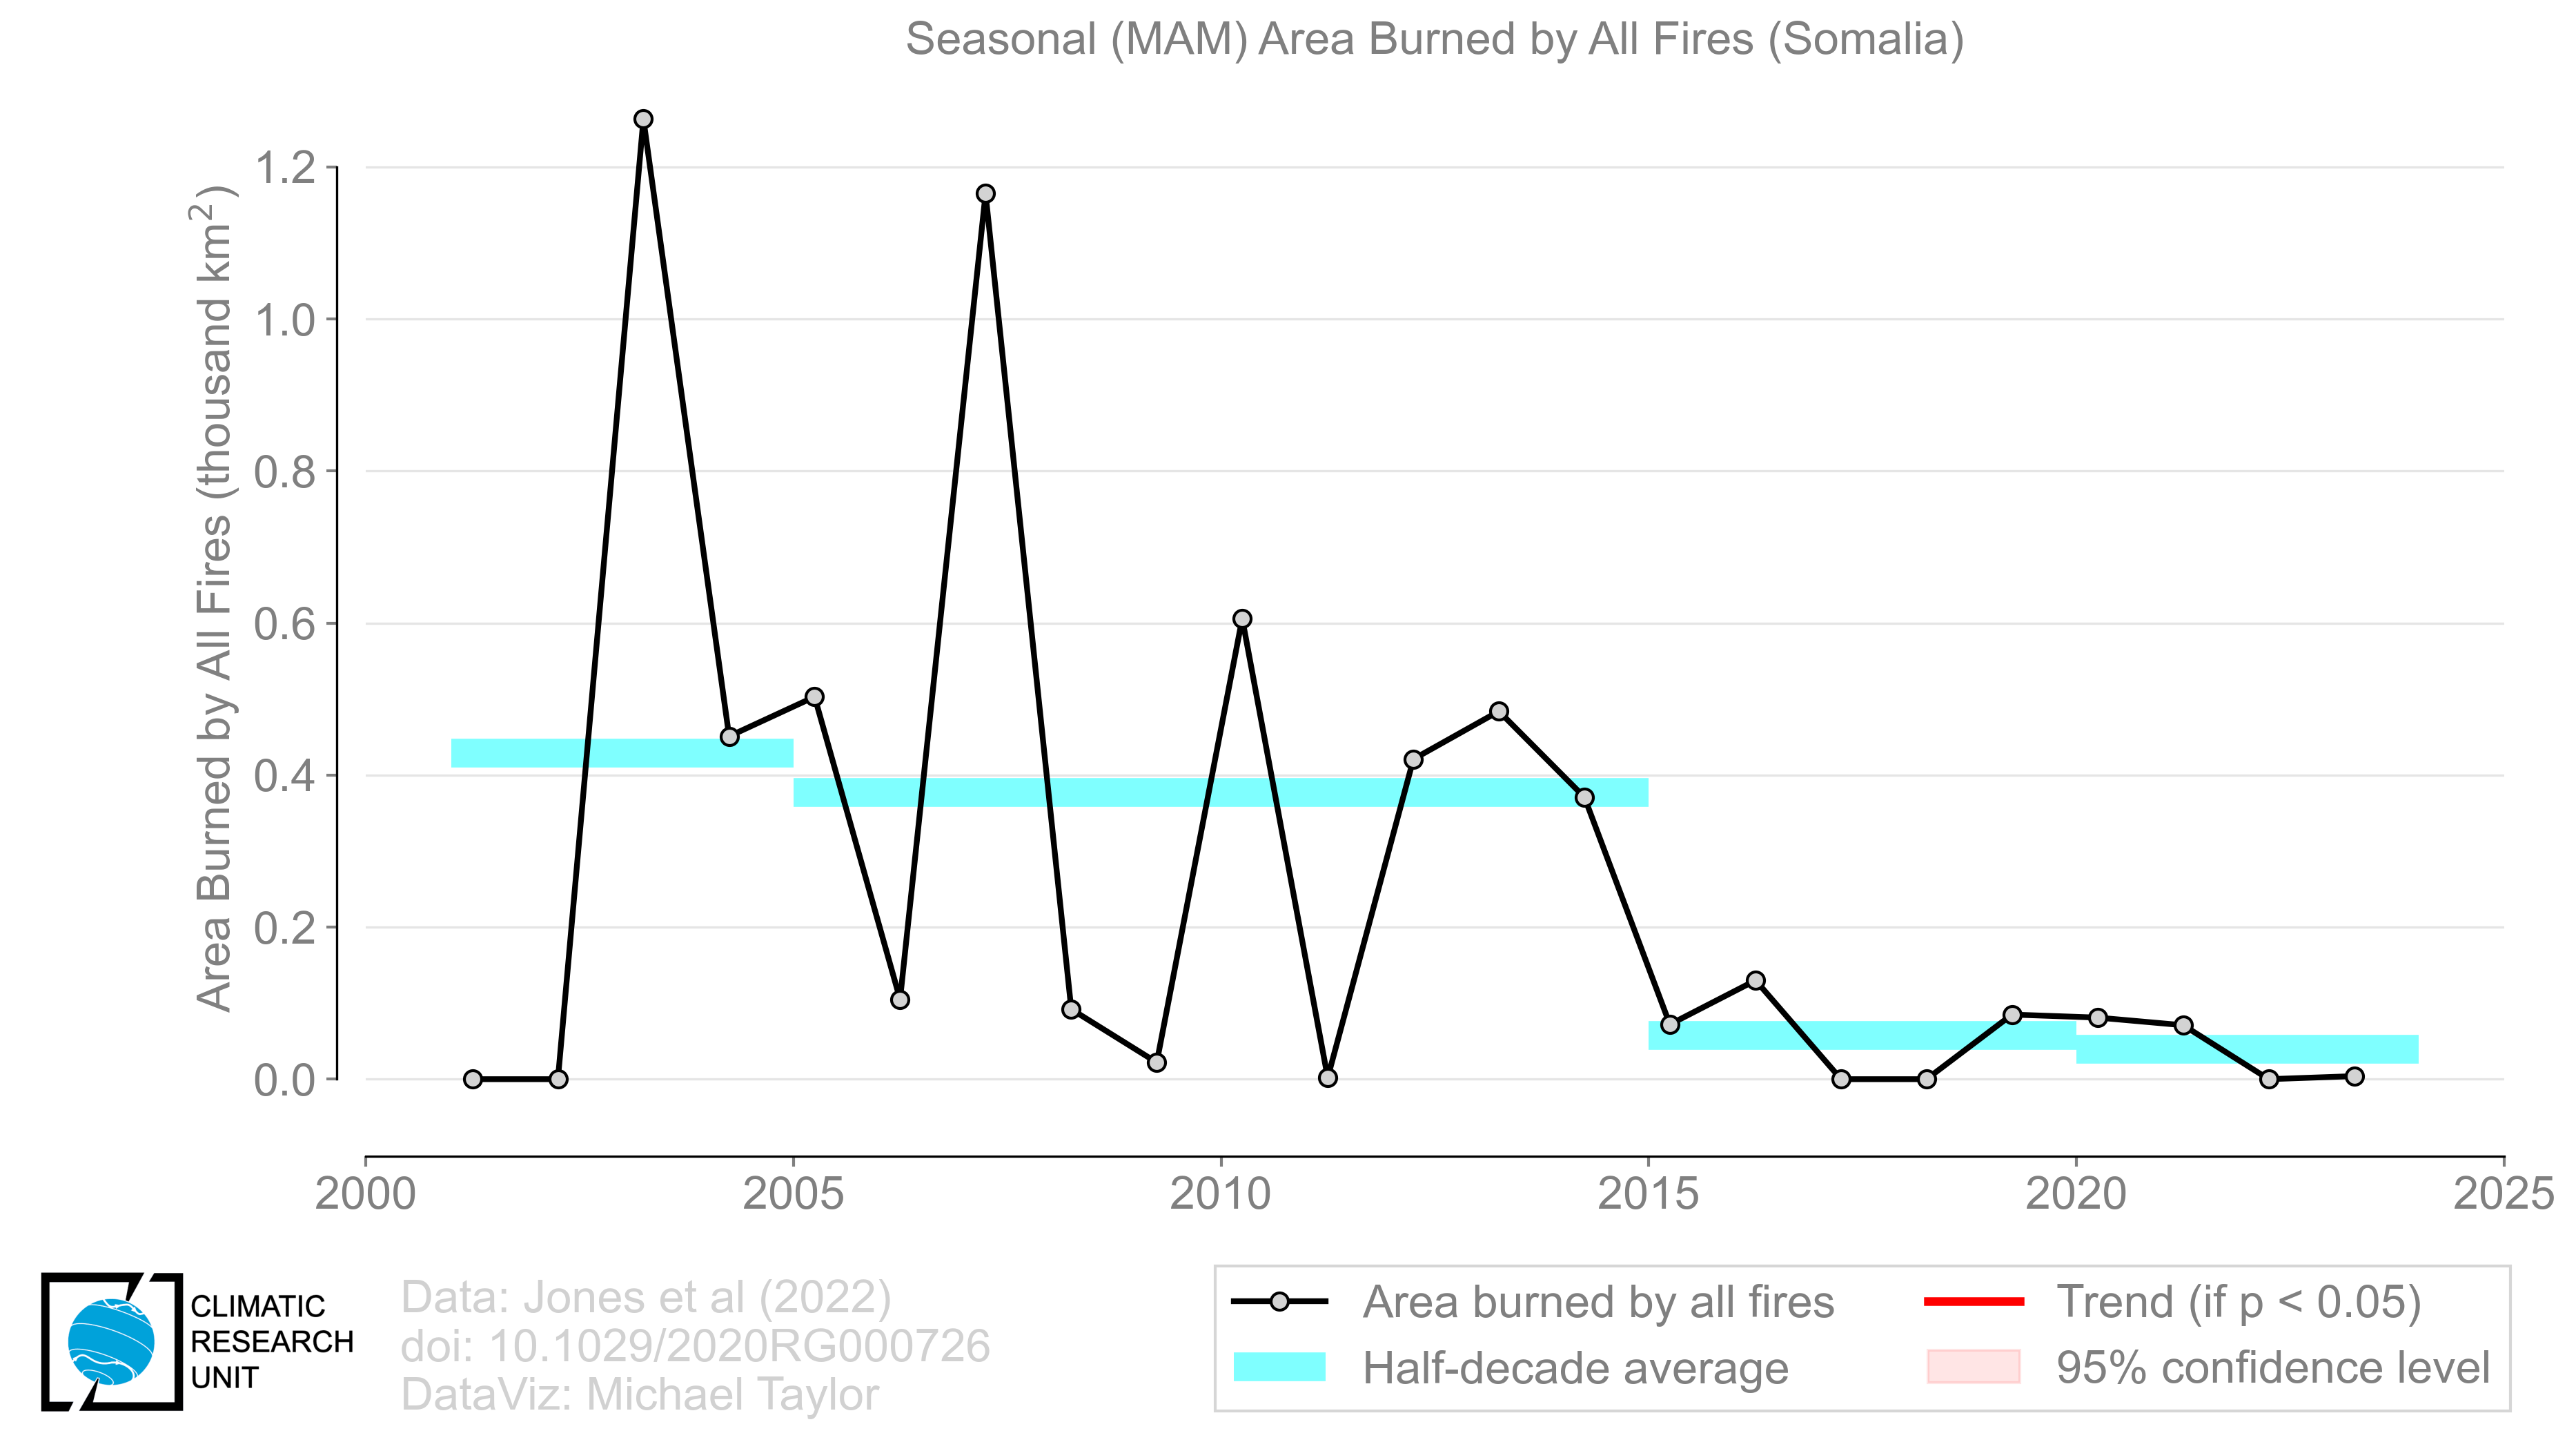 Seasonal (MAM) Area Burned by All Fires (Somalia)
Area Burned by All Fires (thousand km²)
1.2
1.0
0.8
0.6
0.4
0.2
0.0
2000
2005
2010
2015
2020
2025
CLIMATIC
RESEARCH
UNIT
Data: Jones et al (2022)
doi: 10.1029/2020RG000726
DataViz: Michael Taylor
Area burned by all fires
Half-decade average
Trend (if p < 0.05)
95% confidence level